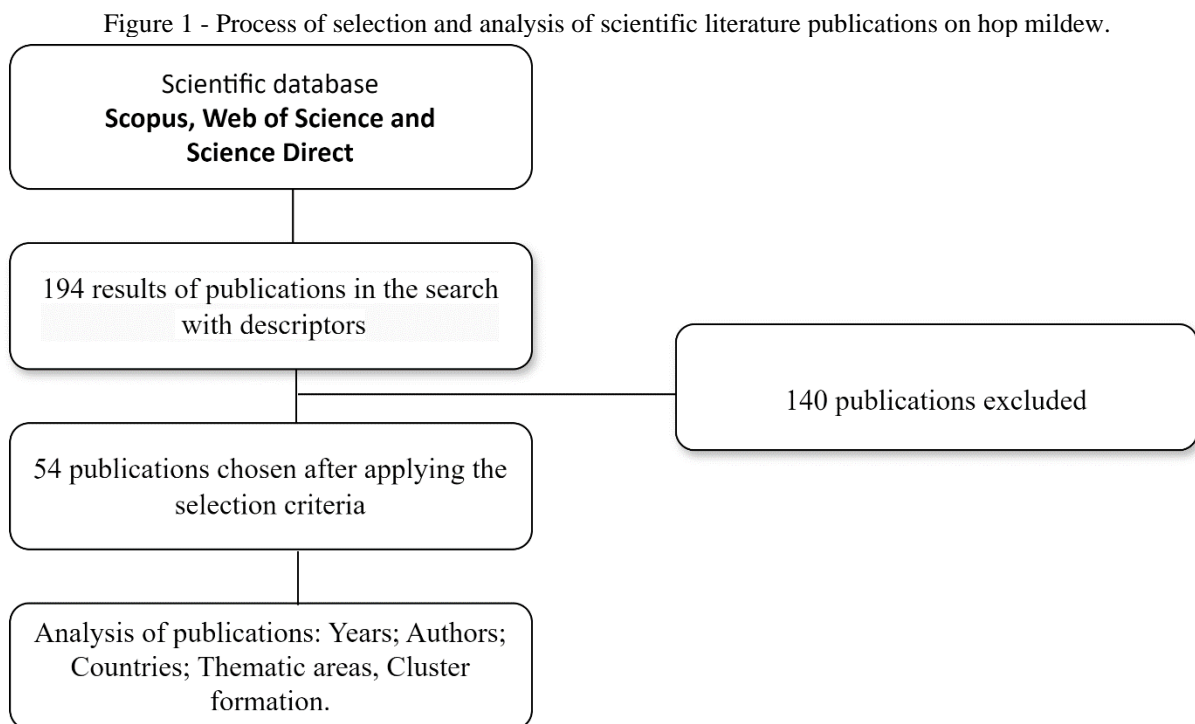 Figure 1 - Process of selection and analysis of scientific literature publications on hop mildew.
Scientific database
Scopus, Web of Science and
Science Direct
194 results of publications in the search
with descriptors
140 publications excluded
54 publications chosen after applying the
selection criteria
Analysis of publications: Years; Authors;
Countries; Thematic areas, Cluster
formation.